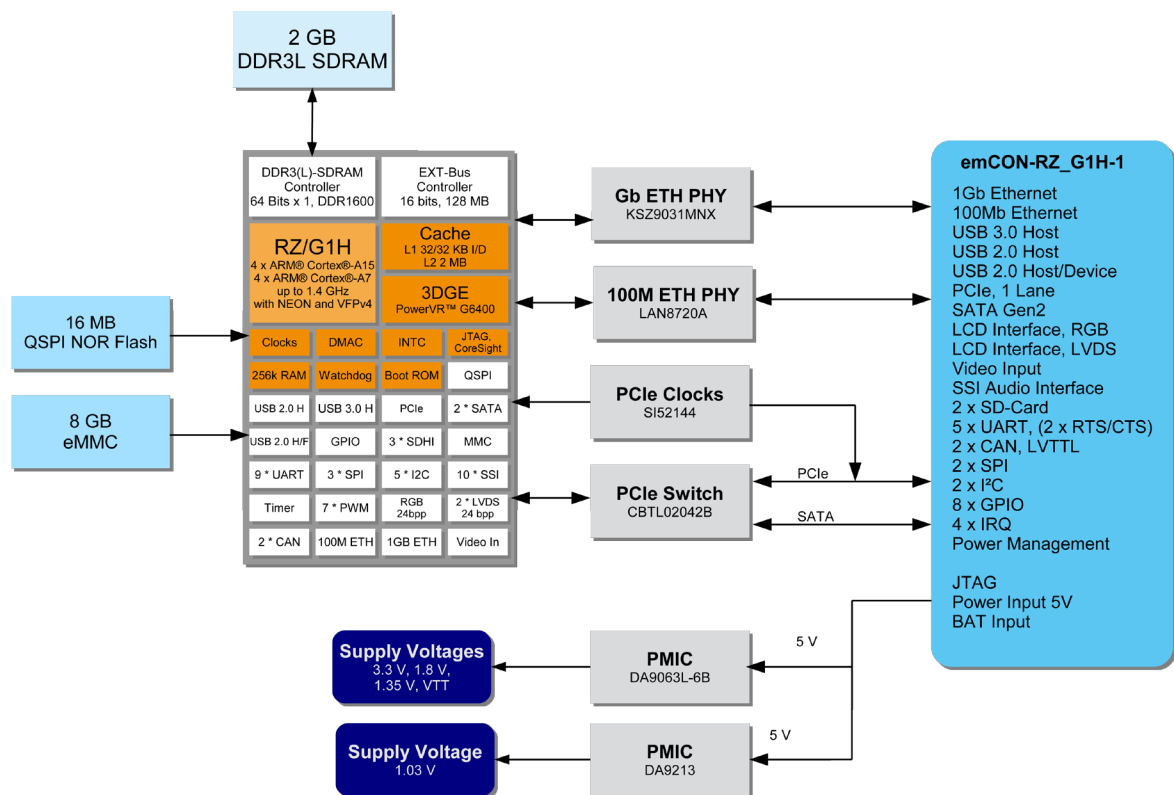 2 GB
DDR3L SDRAM
DDR3(L)-SDRAM
Controller
64 Bits x 1, DDR1600
EXT-Bus
Controller
16 bits, 128 MB
RZ/G1H
4 x ARM® Cortex®-A15
4 x ARM® Cortex®-A7
up to 1.4 GHz
with NEON and VFPv4
Cache
L1 32/32 KB I/D
L2 2 MB
3DGE
PowerVR™ G6400
Clocks
DMAC
INTC
JTAG,
CoreSight
256k RAM
Watchdog
Boot ROM
QSPI
USB 2.0 H
USB 3.0 H
PCIe
2 * SATA
USB 2.0 H/F
GPIO
3 * SDHI
MMC
9 * UART
3 * SPI
5 * I2C
10 * SSI
Timer
7 * PWM
RGB
24bpp
2 * LVDS
24 bpp
2 * CAN
100M ETH
1GB ETH
Video In
16 MB
QSPI NOR Flash
8 GB
eMMC
Gb ETH PHY
KSZ9031MNX
100M ETH PHY
LAN8720A
PCIe Clocks
SI52144
PCIe Switch
CBTL02042B
PCIe
SATA
emCON-RZ_G1H-1
1Gb Ethernet
100Mb Ethernet
USB 3.0 Host
USB 2.0 Host
USB 2.0 Host/Device
PCIe, 1 Lane
SATA Gen2
LCD Interface, RGB
LCD Interface, LVDS
Video Input
SSI Audio Interface
2 x SD-Card
5 x UART, (2 x RTS/CTS)
2 x CAN, LVTTL
2 x SPI
2 x I²C
8 x GPIO
4 x IRQ
Power Management
JTAG
Power Input 5V
BAT Input
Supply Voltages
3.3 V, 1.8 V,
1.35 V, VTT
PMIC
DA9063L-6B
5 V
Supply Voltage
1.03 V
PMIC
DA9213
5 V